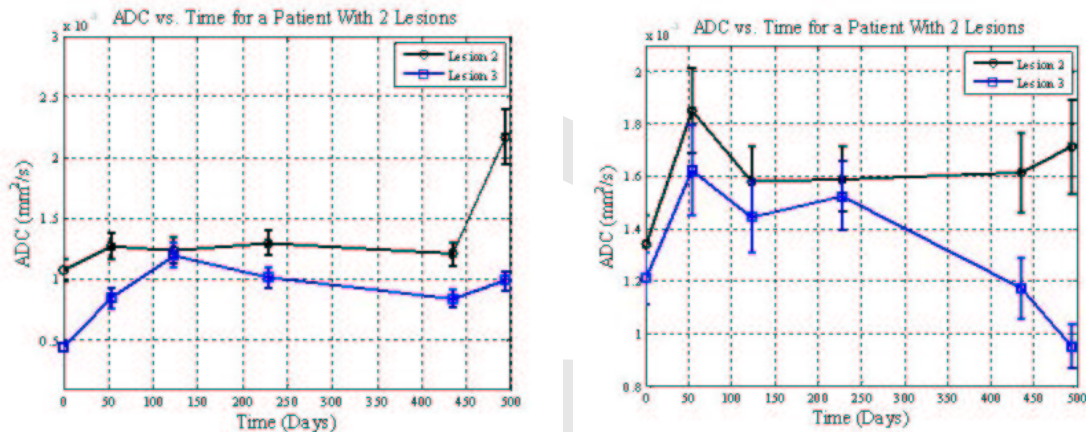 ADC vs. Time for a Patient With 2 Lesions
x 10
3
2.5
2
1.5
1
0.5
0 50 100 150 200 250 300 350 400 450 500
ADC (mm²/s)
Time (Days)
Lesion 2
Lesion 3
ADC vs. Time for a Patient With 2 Lesions
x 10
2
1.8
1.6
1.4
1.2
1
0.8
0 50 100 150 200 250 300 350 400 450 500
ADC (mm²/s)
Time (Days)
Lesion 2
Lesion 3